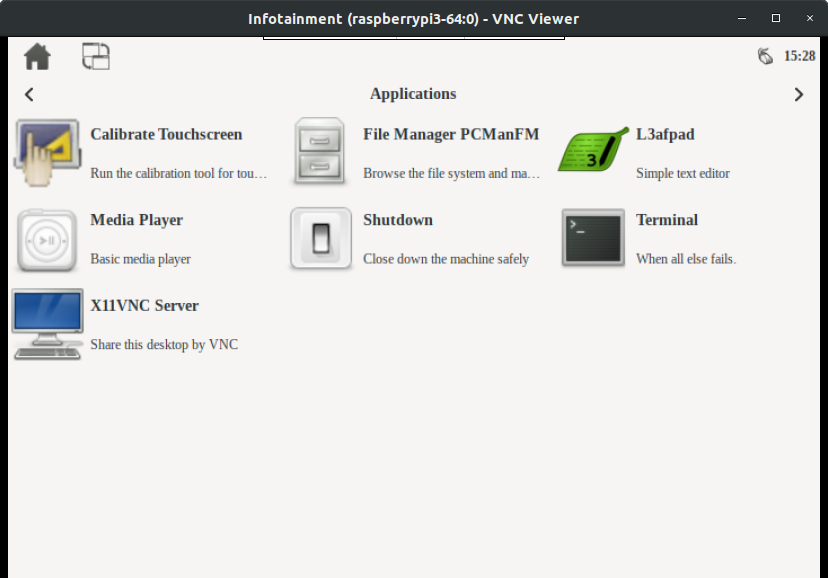 Infotainment (raspberrypi3-64:0) - VNC Viewer
15:28
Applications
Calibrate Touchscreen
Run the calibration tool for tou…
File Manager PCManFM
Browse the file system and ma…
L3afpad
Simple text editor
Media Player
Basic media player
Shutdown
Close down the machine safely
Terminal
When all else fails.
X11VNC Server
Share this desktop by VNC